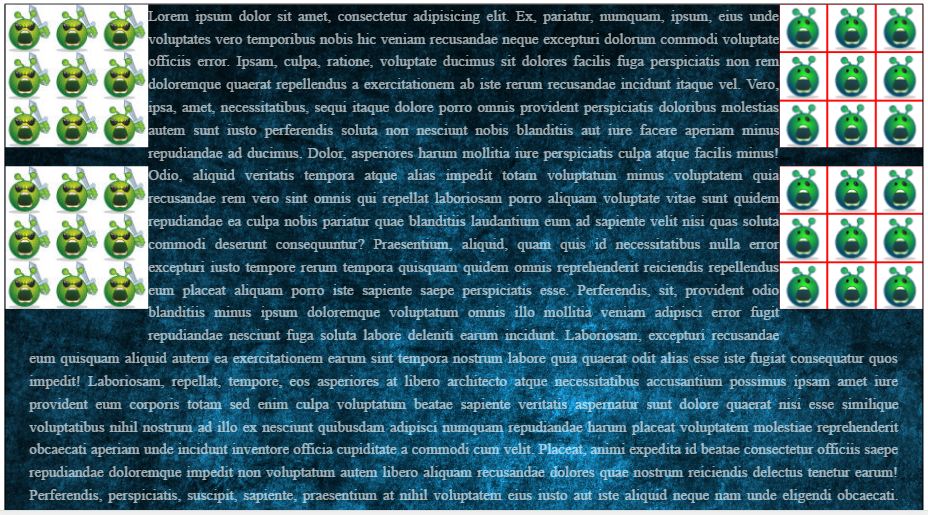 Lorem ipsum dolor sit amet, consectetur adipisicing elit. Ex, pariatur, numquam, ipsum, eius unde
voluptates vero temporibus nobis hic veniam recusandae neque excepturi dolorum commodi voluptate
officiis error. Ipsam, culpa, ratione, voluptate ducimus sit dolores facilis fuga perspiciatis non rem
doloremque quaerat repellendus a exercitationem ab iste rerum recusandae incidunt itaque vel. Vero,
ipsa, amet, necessitatibus, sequi itaque dolore porro omnis provident perspiciatis doloribus molestias
autem sunt iusto perferendis soluta non nesciunt nobis blanditiis aut iure facere aperiam minus
repudiandae ad ducimus. Dolor, asperiores harum mollitia iure perspiciatis culpa atque facilis minus!
Odio, aliquid veritatis tempora atque alias impedit totam voluptatum minus voluptatem quia
recusandae rem vero sint omnis qui repellat laboriosam porro aliquam voluptate vitae sunt quidem
repudiandae ea culpa nobis pariatur quae blanditiis laudantium eum ad sapiente velit nisi quas soluta
commodi deserunt consequuntur? Praesentium, aliquid, quam quis id necessitatibus nulla error
excepturi iusto tempore rerum tempora quisquam quidem omnis reprehenderit reiciendis repellendus
eum placeat aliquam porro iste sapiente saepe perspiciatis esse. Perferendis, sit, provident odio
blanditiis minus ipsum doloremque voluptatum omnis illo mollitia veniam adipisci error fugit
repudiandae nesciunt fuga soluta labore deleniti earum incidunt. Laboriosam, excepturi recusandae
eum quisquam aliquid autem ea exercitationem earum sint tempora nostrum labore quia quaerat odit alias esse iste fugiat consequatur quos
impedit! Laboriosam, repellat, tempore, eos asperiores at libero architecto atque necessitatibus accusantium possimus ipsam amet iure
provident eum corporis totam sed enim culpa voluptatum beatae sapiente veritatis aspernatur sunt dolore quaerat nisi esse similique
voluptatibus nihil nostrum ad illo ex nesciunt quibusdam adipisci numquam repudiandae harum placeat voluptatem molestiae reprehenderit
obcaecati aperiam unde incidunt inventore officia cupiditate a commodi cum velit. Placeat, animi expedita id beatae consectetur officiis saepe
repudiandae doloremque impedit non voluptatum autem libero aliquam recusandae dolores quae nostrum reiciendis delectus tenetur earum!
Perferendis, perspiciatis, suscipit, sapiente, praesentium at nihil voluptatem eius iusto aut iste aliquid neque nam unde eligendi obcaecati.